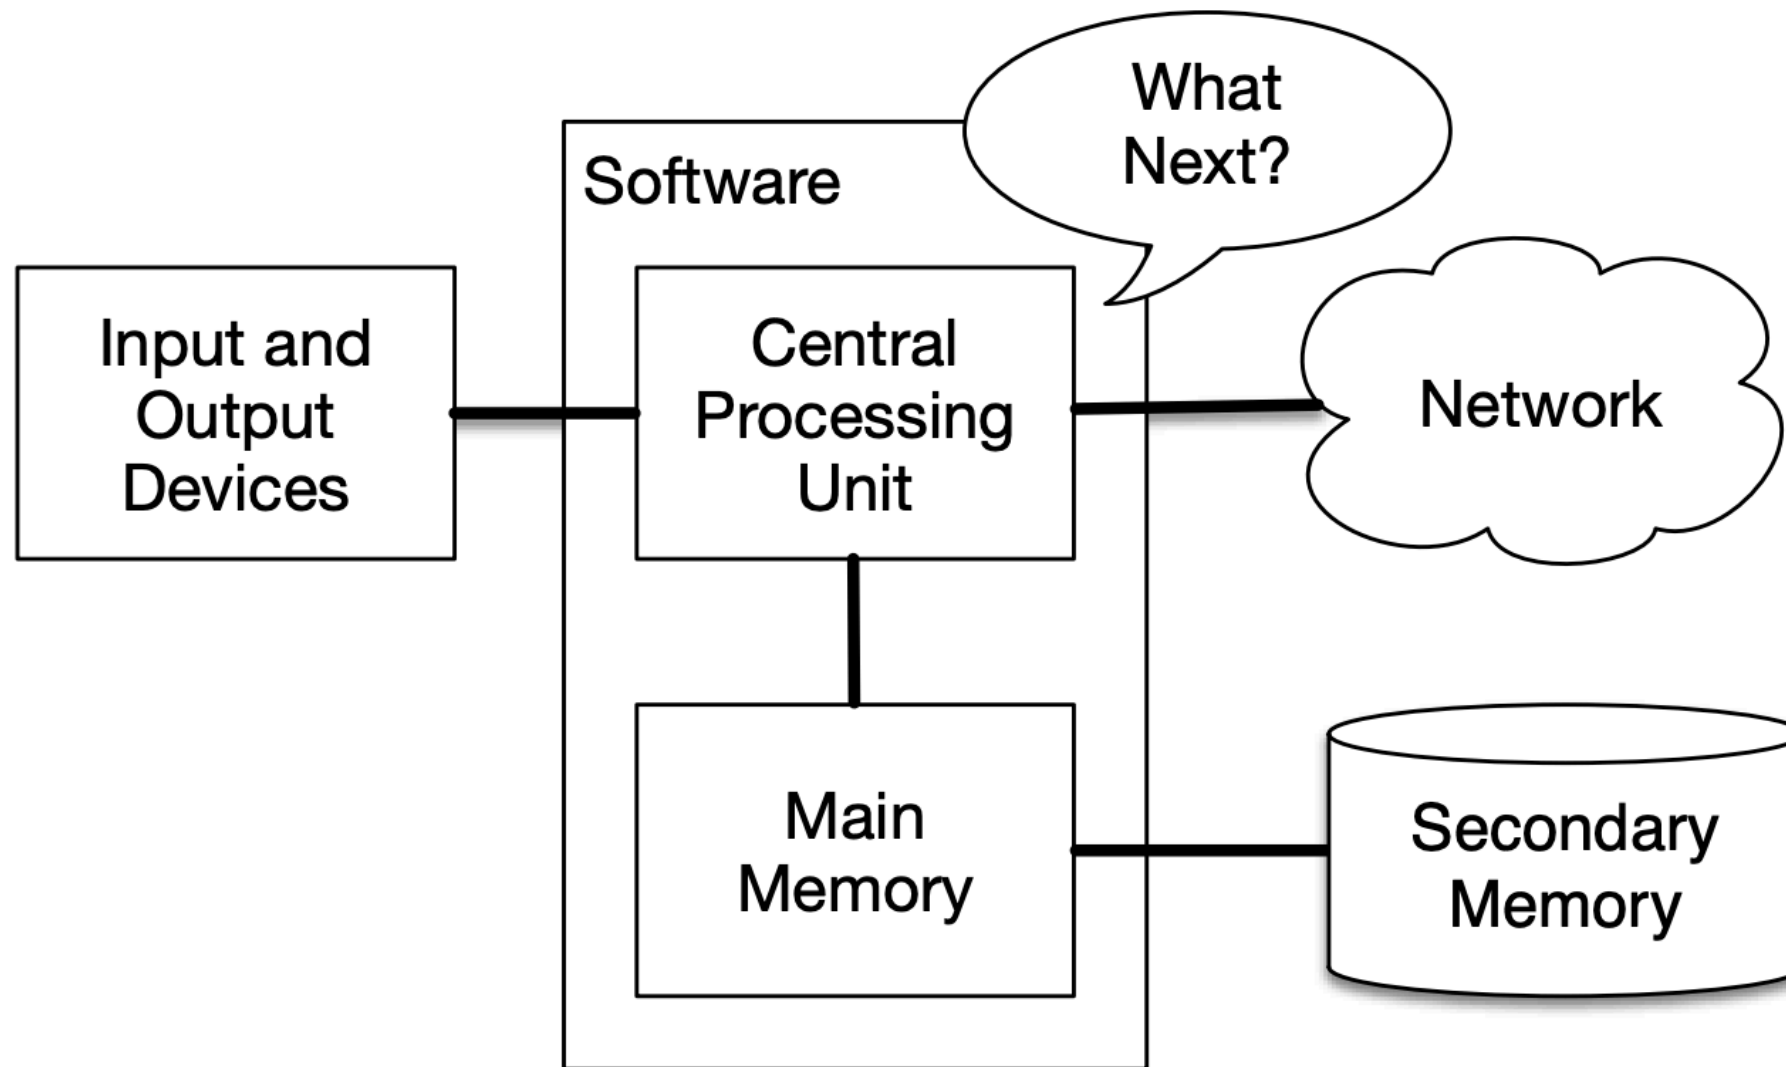 What
Next?
Software
Input and
Output
Devices
Central
Processing
Unit
Network
Main
Memory
Secondary
Memory